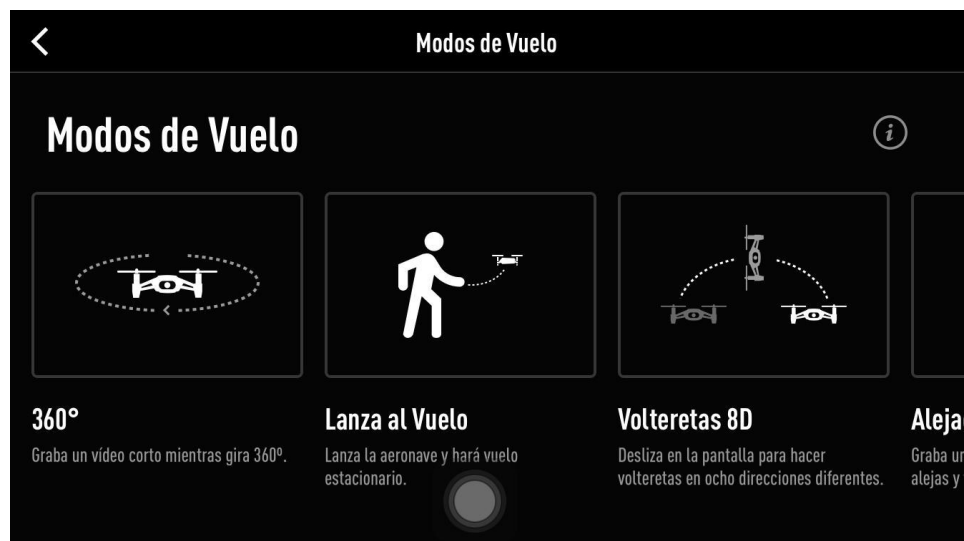 Modos de Vuelo
Modos de Vuelo
i
360°
Graba un vídeo corto mientras gira 360º.
Lanza al Vuelo
Lanza la aeronave y hará vuelo
estacionario.
Volteretas 8D
Desliza en la pantalla para hacer
volteretas en ocho direcciones diferentes.
Graba
alejas y